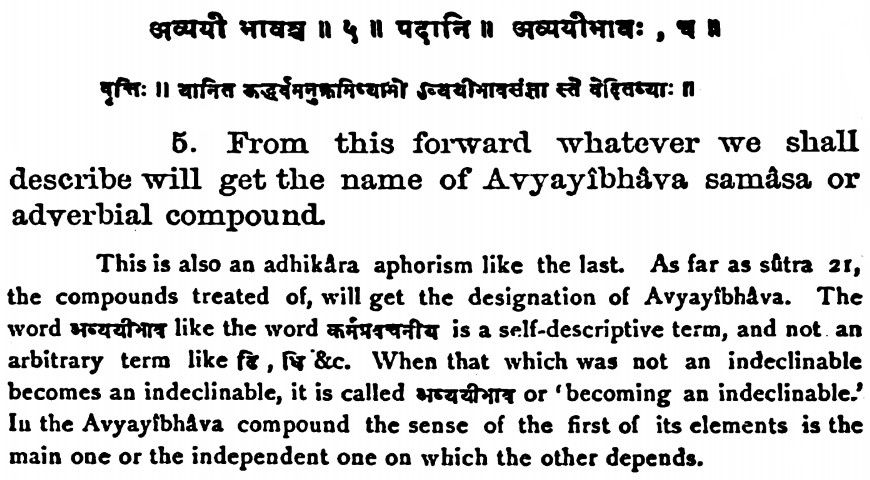 अव्ययी भावश्च ॥ ५ ॥ पदानि ॥ अव्ययीभावः , च ॥
वृत्तिः ॥ यानित ऊर्द्ध्वमनुक्रमिष्यामो ऽव्ययीभावसंज्ञा स्ते वेदितव्याः ॥
5. From this forward whatever we shall
describe will get the name of Avyayîbhâva samâsa or
adverbial compound.
This is also an adhikâra aphorism like the last. As far as sûtra 21,
the compounds treated of, will get the designation of Avyayîbhâva. The
word अव्ययीभाव like the word कर्मप्रवचनीय is a self-descriptive term, and not an
arbitrary term like टि , घि &c. When that which was not an indeclinable
becomes an indeclinable, it is called अव्ययीभाव or ‘becoming an indeclinable.’
In the Avyayîbhâva compound the sense of the first of its elements is the
main one or the independent one on which the other depends.